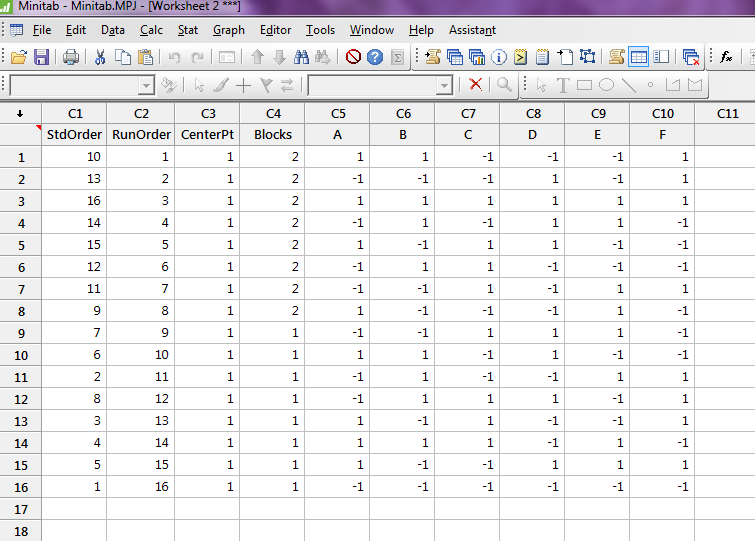 Minitab - Minitab.MPJ - [Worksheet 2 ***]
File Edit Data Calc Stat Graph Editor Tools Window Help Assistant
C1 C2 C3 C4 C5 C6 C7 C8 C9 C10 C11
StdOrder RunOrder CenterPt Blocks A B C D E F
1 10 1 1 2 1 1 -1 -1 -1 1
2 13 2 1 2 -1 -1 -1 1 -1 1
3 16 3 1 2 1 1 1 1 1 1
4 14 4 1 2 -1 1 -1 1 1 -1
5 15 5 1 2 1 -1 1 1 -1 -1
6 12 6 1 2 -1 1 1 -1 -1 -1
7 11 7 1 2 -1 -1 1 -1 1 1
8 9 8 1 2 1 -1 -1 -1 1 -1
9 7 9 1 1 -1 -1 1 1 1 -1
10 6 10 1 1 1 1 -1 1 -1 -1
11 2 11 1 1 -1 1 -1 -1 1 1
12 8 12 1 1 -1 1 1 1 -1 1
13 3 13 1 1 1 -1 1 -1 -1 1
14 4 14 1 1 1 1 1 -1 1 -1
15 5 15 1 1 1 -1 -1 1 1 1
16 1 16 1 1 -1 -1 -1 -1 -1 -1
17
18